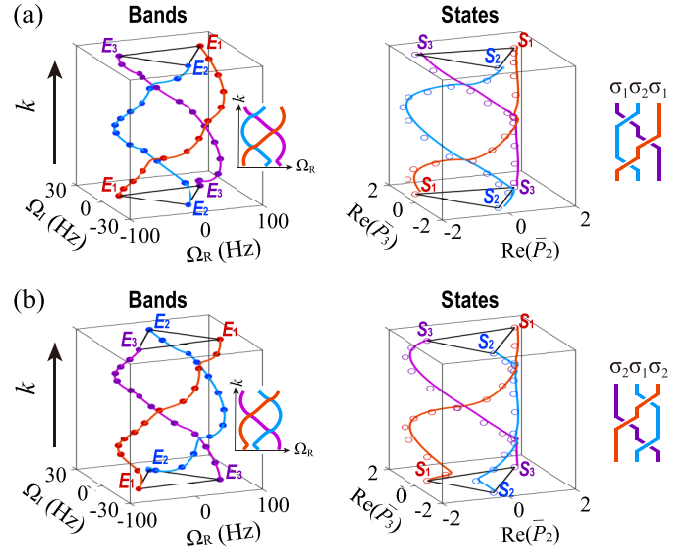 (a)
Bands
States
E3
E1
E2
S3
S1
S2
σ1σ2σ1
k
k
ΩR
E1
E3
E2
S1
S2
S3
30
0
-30
-100
0
100
ΩI (Hz)
ΩR (Hz)
2
0
-2
-2
0
2
Re(P̅3)
Re(P̅2)
(b)
Bands
States
E2
E1
E3
S3
S1
S2
σ2σ1σ2
k
k
ΩR
E2
E1
E3
S1
S2
S3
30
0
-30
-100
0
100
ΩI (Hz)
ΩR (Hz)
2
0
-2
-2
0
2
Re(P̅3)
Re(P̅2)